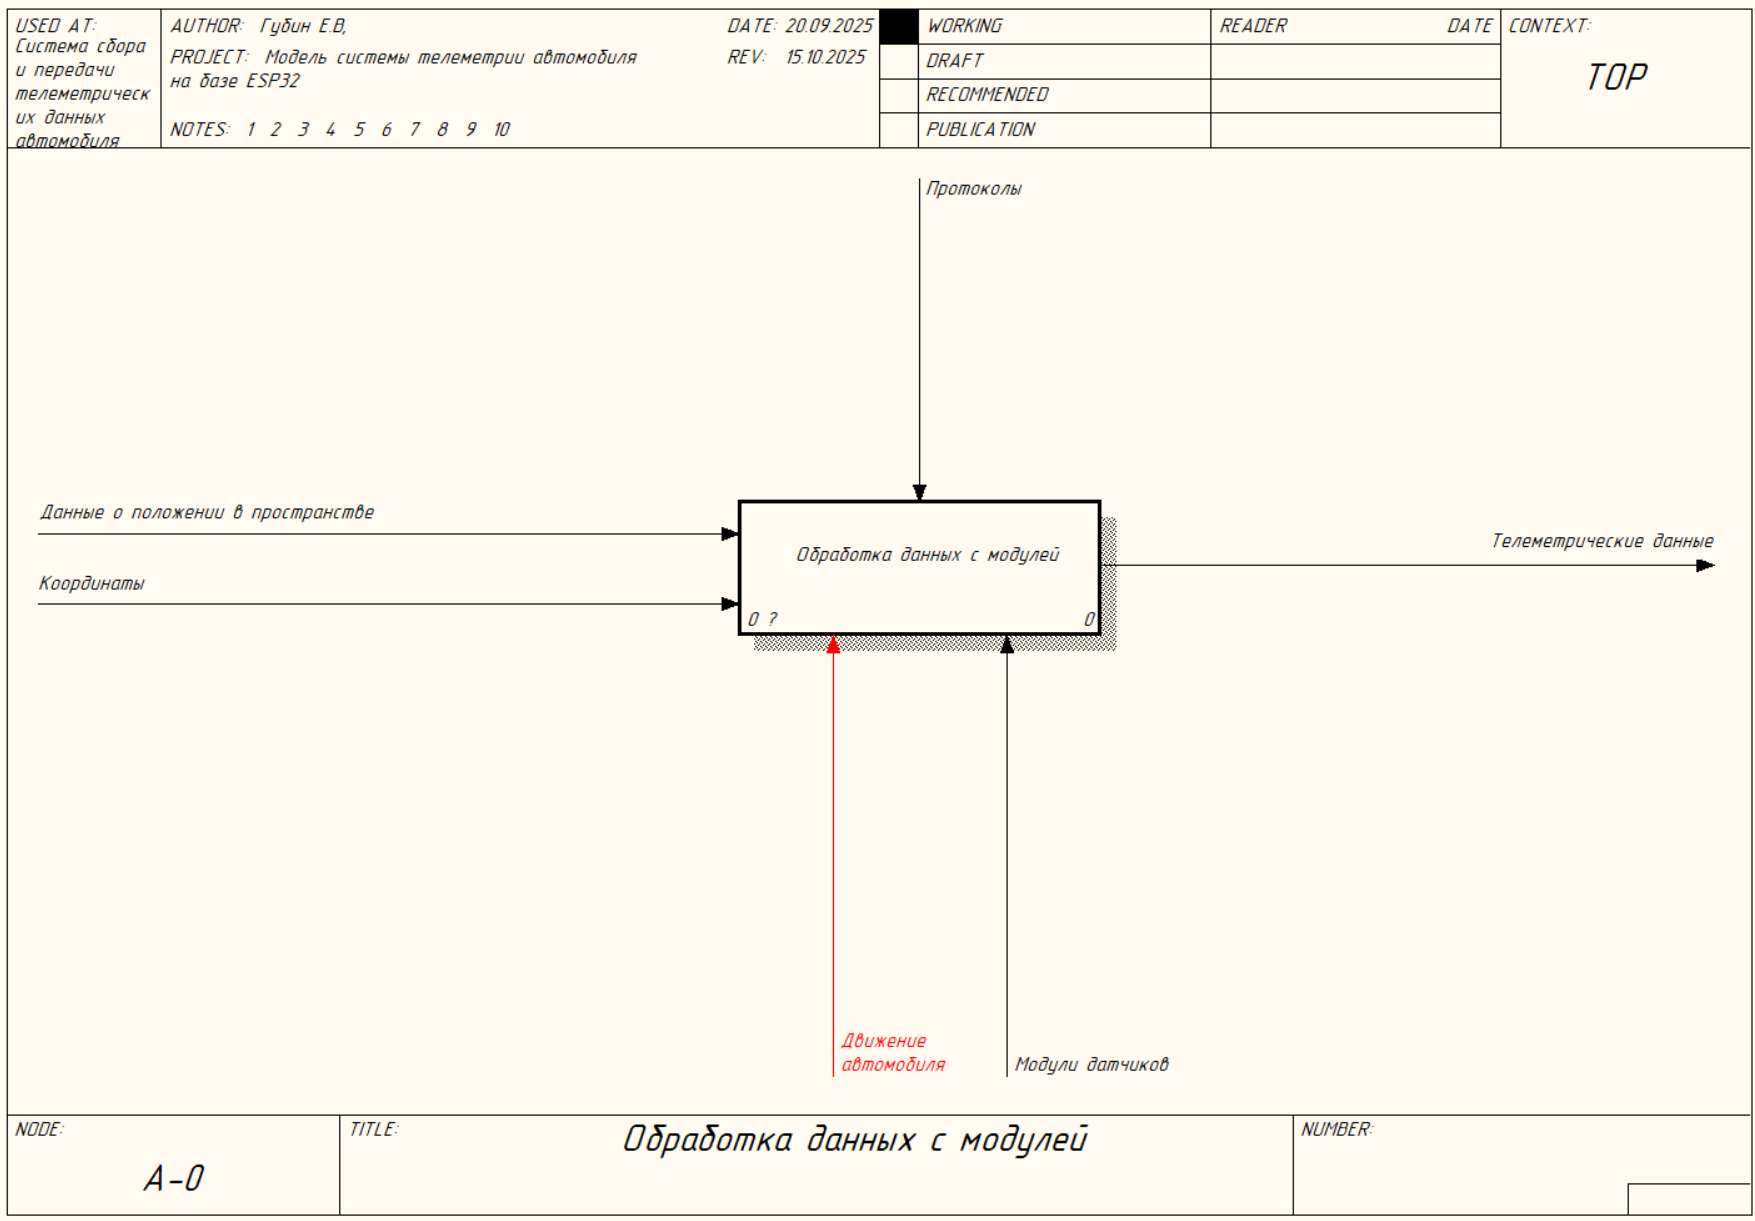 USED AT:
Система сбора
и передачи
телеметрическ
их данных
автомобиля
AUTHOR: Губин Е.В,
DATE: 20.09.2025
PROJECT: Модель системы телеметрии автомобиля
на базе ESP32
REV: 15.10.2025
NOTES: 1 2 3 4 5 6 7 8 9 10
WORKING
DRAFT
RECOMMENDED
PUBLICATION
READER DATE
CONTEXT:
TOP
Протоколы
Данные о положении в пространстве
Координаты
Обработка данных с модулей
0 ? 0
Телеметрические данные
Движение
автомобиля
Модули датчиков
NODE:
A-0
TITLE:
Обработка данных с модулей
NUMBER: